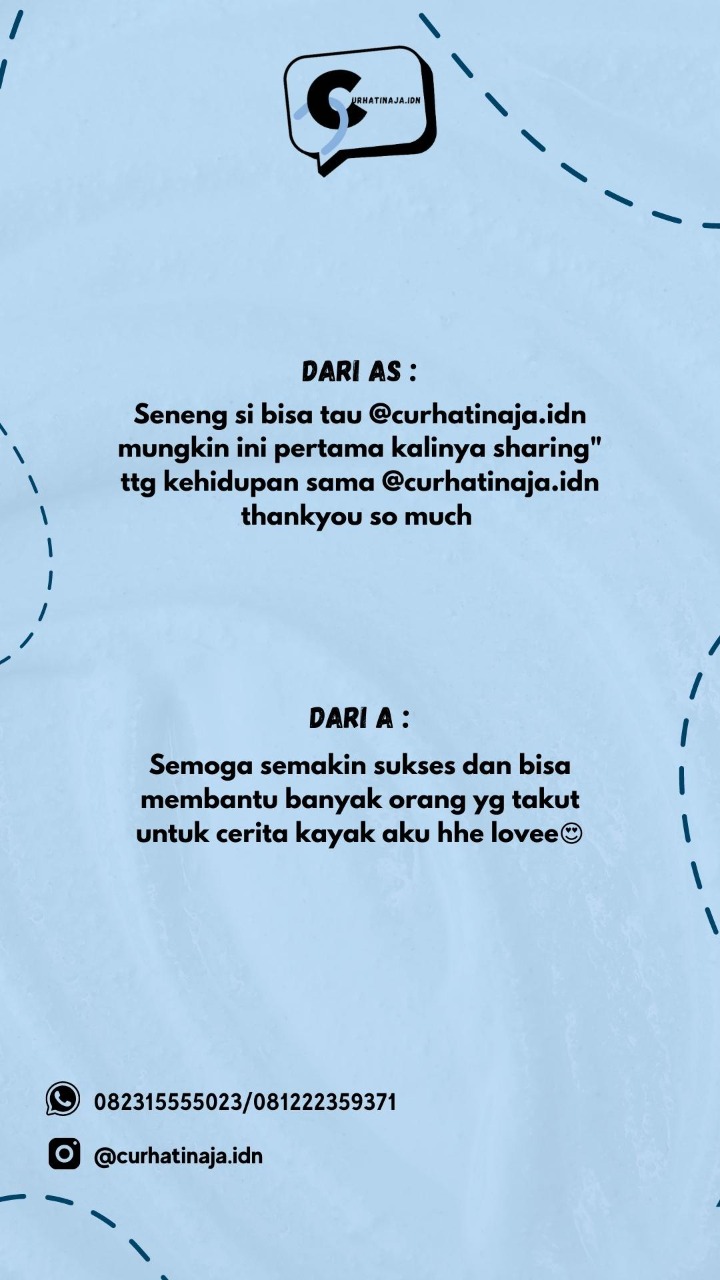 CURHATINAJA.IDN
DARI AS :
Seneng si bisa tau @curhatinaja.idn
mungkin ini pertama kalinya sharing"
ttg kehidupan sama @curhatinaja.idn
thankyou so much
DARI A :
Semoga semakin sukses dan bisa
membantu banyak orang yg takut
untuk cerita kayak aku hhe lovee😍
082315555023/081222359371
@curhatinaja.idn